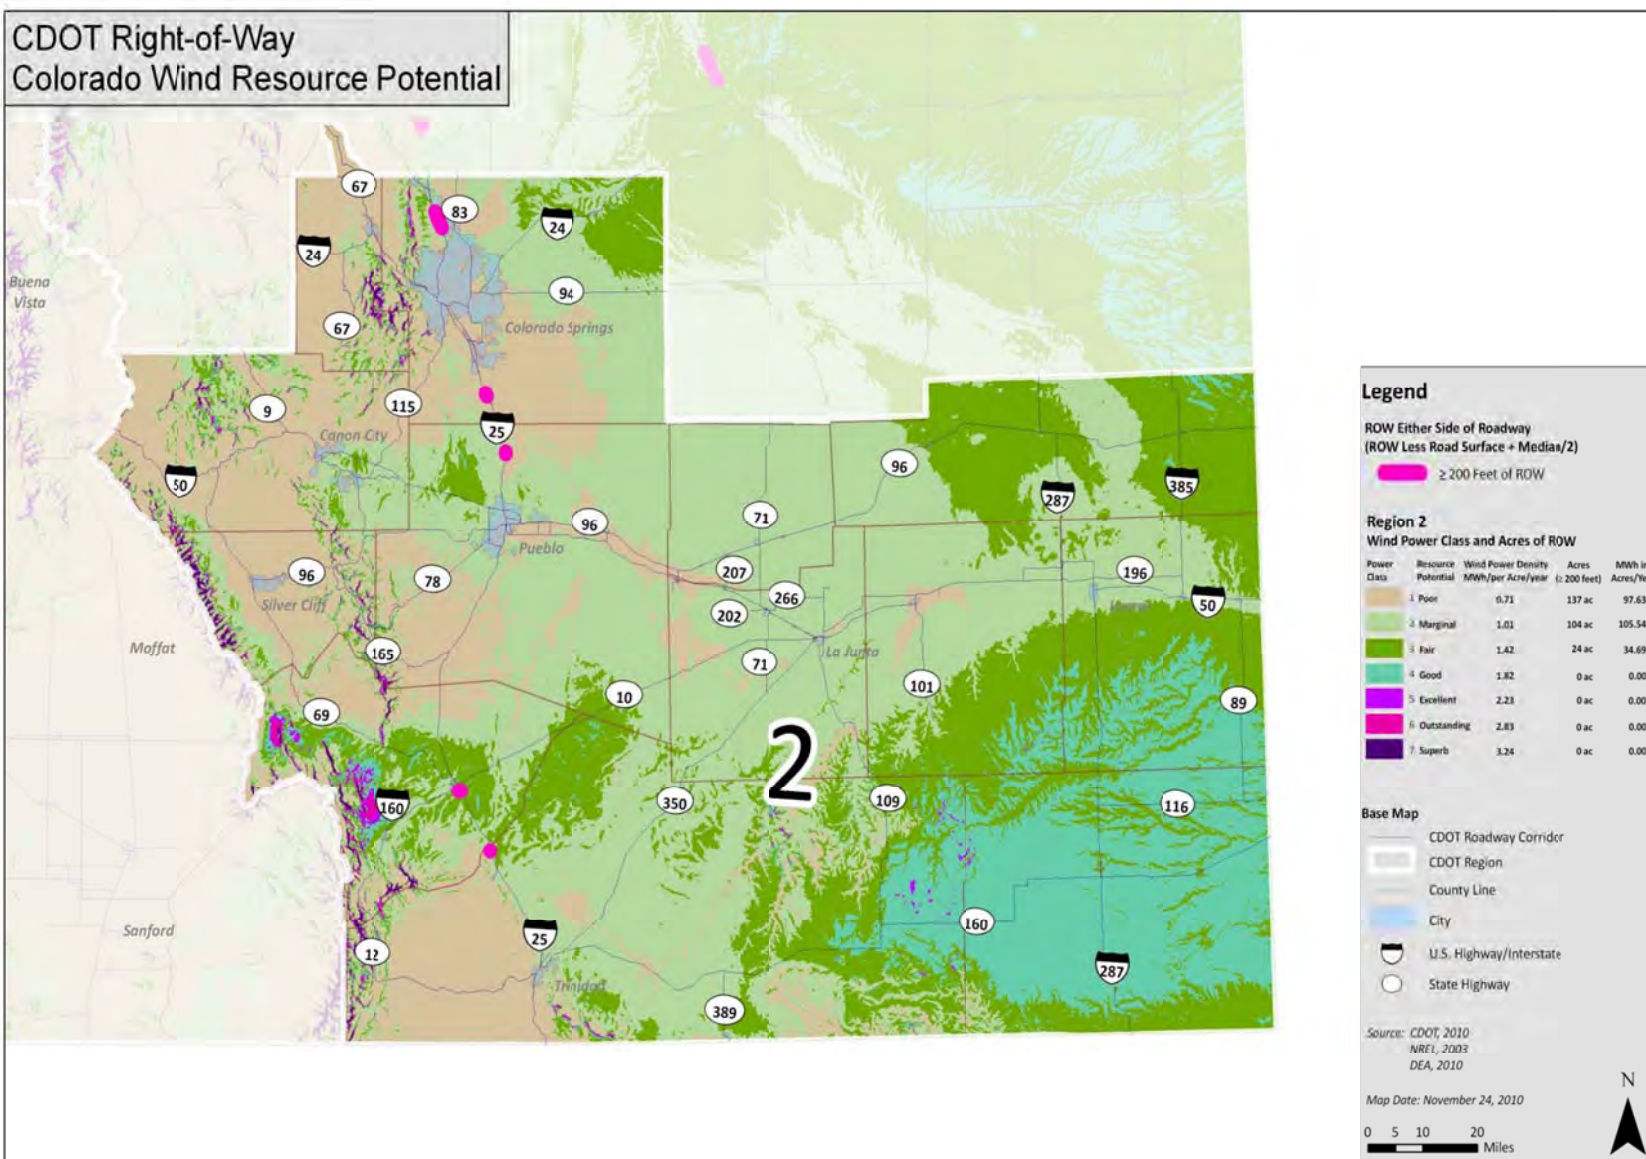 CDOT Right-of-Way
Colorado Wind Resource Potential
67
83
24
24
94
Buena
Vista
67
Colorado Springs
9
115
25
Canon City
50
96
385
287
71
96
Pueblo
207
196
96
78
266
50
Silver Cliff
202
Moffat
165
71
La Junta
10
101
89
69
2
160
350
109
116
Sanford
160
12
25
287
Trinidad
389
Legend
ROW Either Side of Roadway
(ROW Less Road Surface + Median/2)
≥ 200 Feet of ROW
Region 2
Wind Power Class and Acres of ROW
Power Resource Wind Power Density Acres MWh in
Class Potential MWh/per Acre/year (≥ 200 feet) Acres/Ye
1 Poor 0.71 137 ac 97.63
2 Marginal 1.01 104 ac 105.54
3 Fair 1.42 24 ac 34.69
4 Good 1.82 0 ac 0.00
5 Excellent 2.23 0 ac 0.00
6 Outstanding 2.83 0 ac 0.00
7 Superb 3.24 0 ac 0.00
Base Map
CDOT Roadway Corridor
CDOT Region
County Line
City
U.S. Highway/Interstate
State Highway
Source: CDOT, 2010
NREL, 2003
DEA, 2010
Map Date: November 24, 2010
N
0 5 10 20
Miles